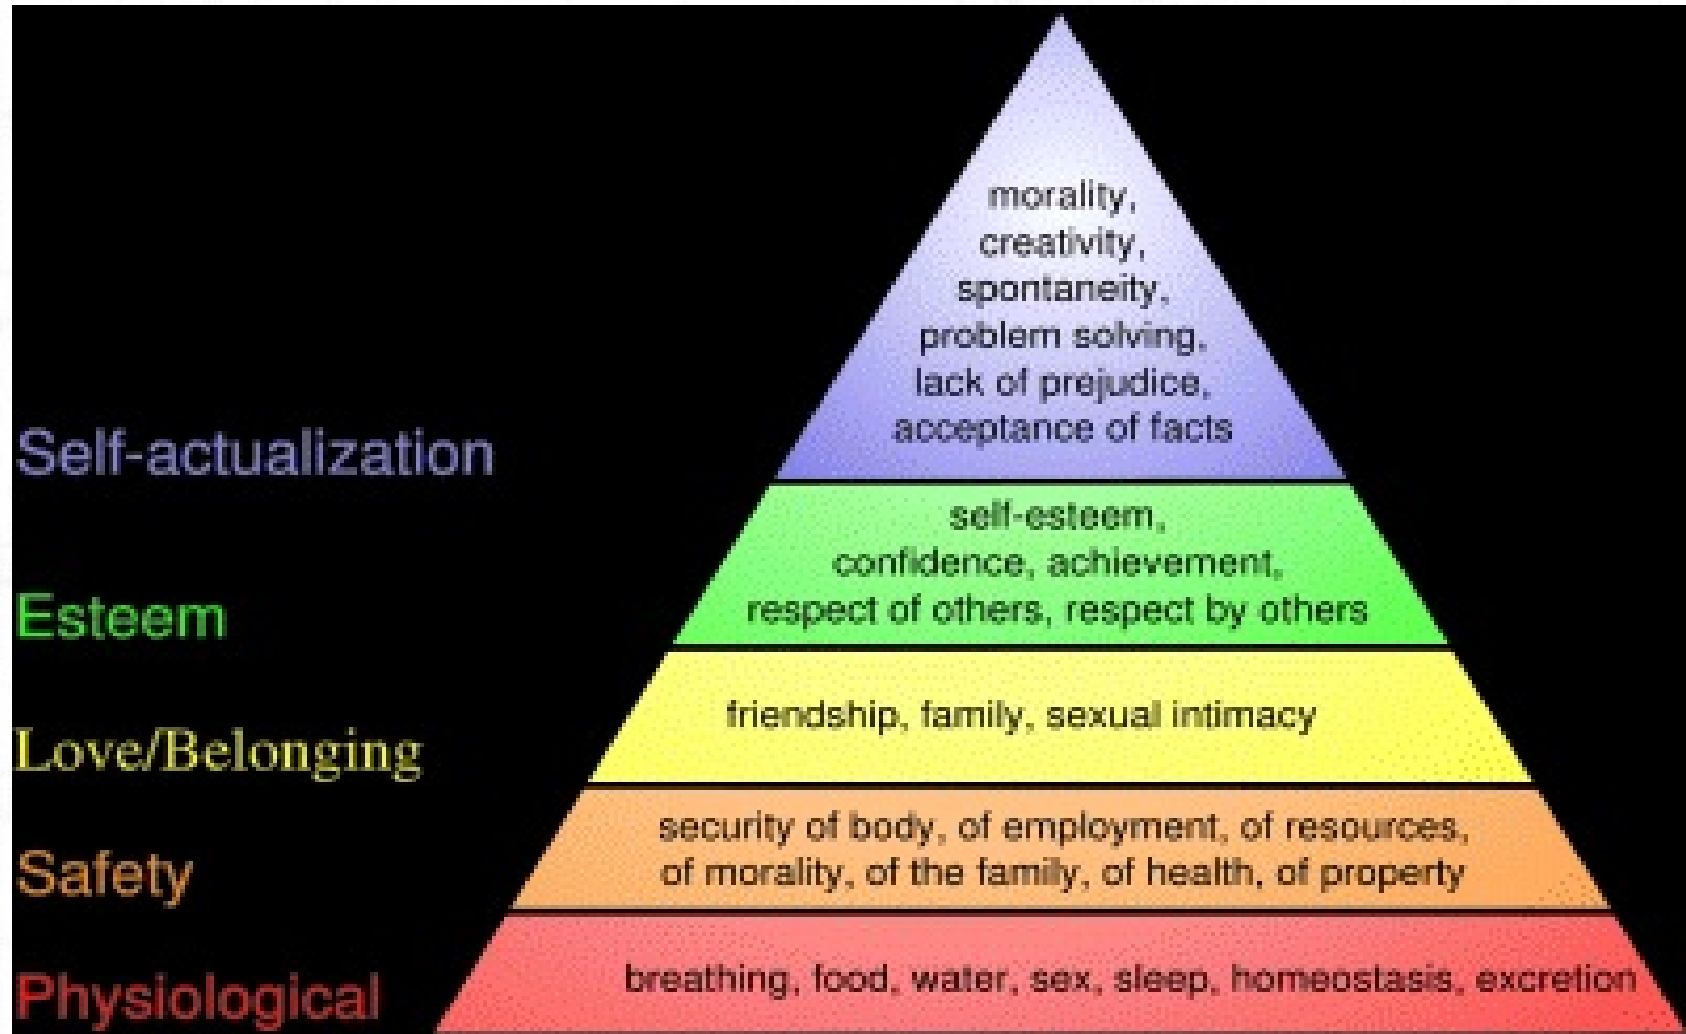 morality,
creativity,
spontaneity,
problem solving,
lack of prejudice,
acceptance of facts
Self-actualization
self-esteem,
confidence, achievement,
respect of others, respect by others
Esteem
friendship, family, sexual intimacy
Love/Belonging
security of body, of employment, of resources,
of morality, of the family, of health, of property
Safety
breathing, food, water, sex, sleep, homeostasis, excretion
Physiological